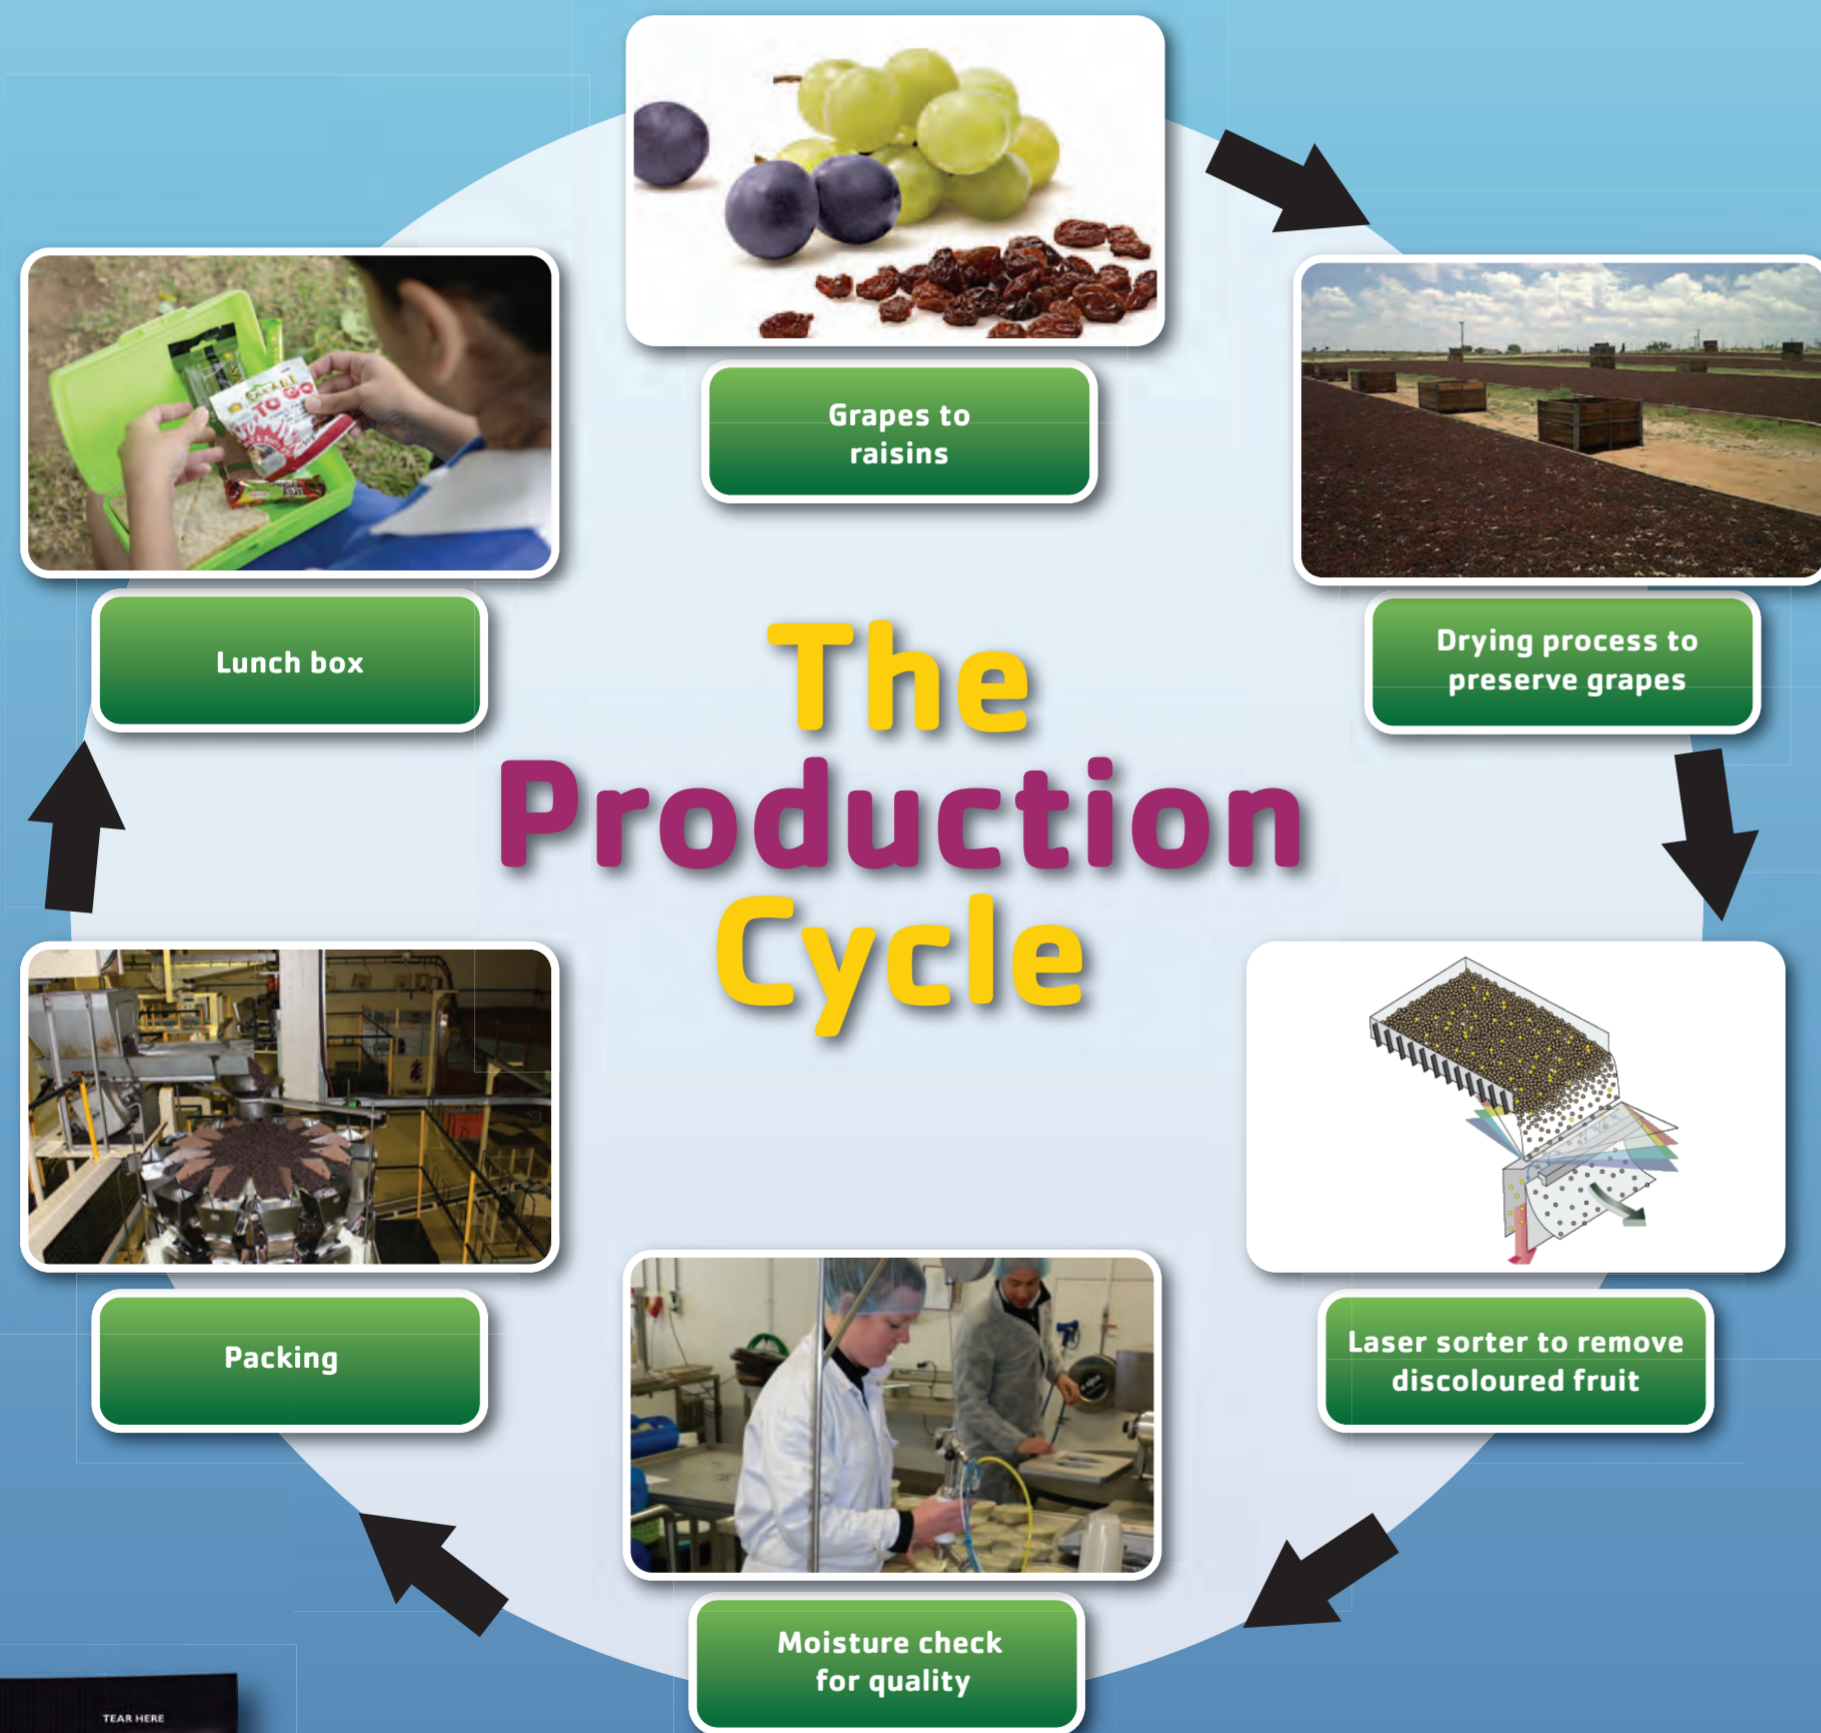 Grapes to
raisins
Drying process to
preserve grapes
Laser sorter to remove
discoloured fruit
Moisture check
for quality
Packing
Lunch box
The
Production
Cycle
TO GO
TEAR HERE